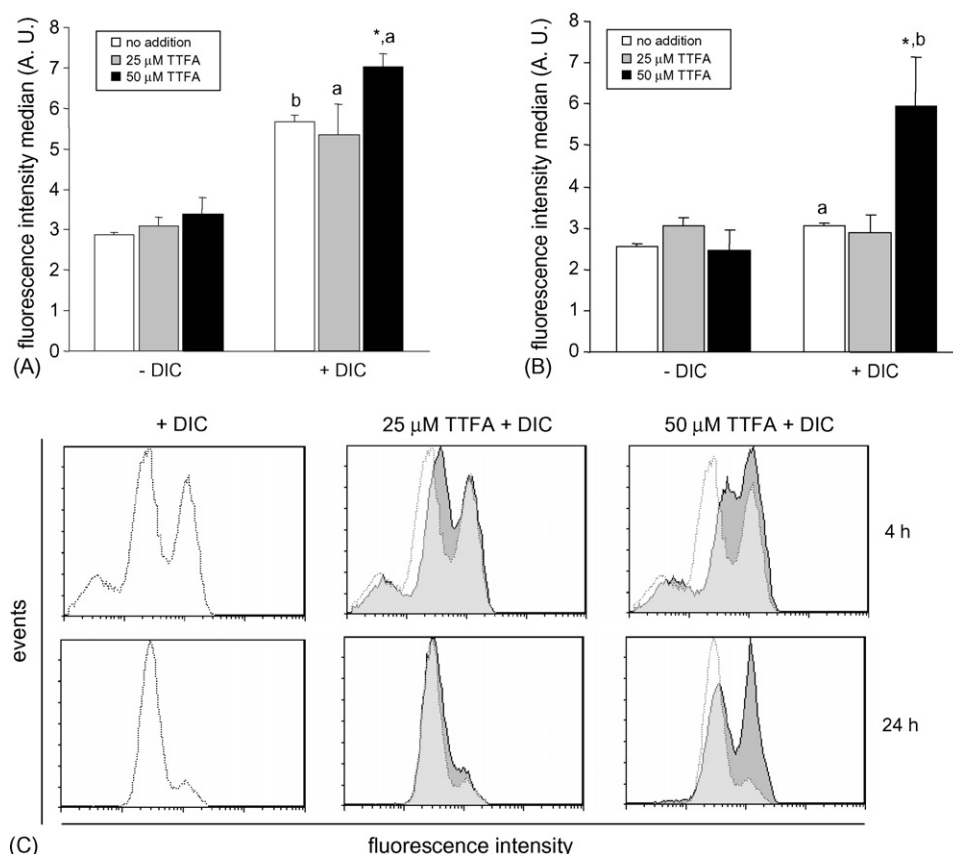 fluorescence intensity median (A. U.)
8
7
6
5
4
3
2
1
0
no addition
25 µM TTFA
50 µM TTFA
b
a
*,a
- DIC
+ DIC
(A)
fluorescence intensity median (A. U.)
8
7
6
5
4
3
2
1
0
no addition
25 µM TTFA
50 µM TTFA
a
*,b
- DIC
+ DIC
(B)
+ DIC
25 µM TTFA + DIC
50 µM TTFA + DIC
4 h
events
24 h
(C)
fluorescence intensity